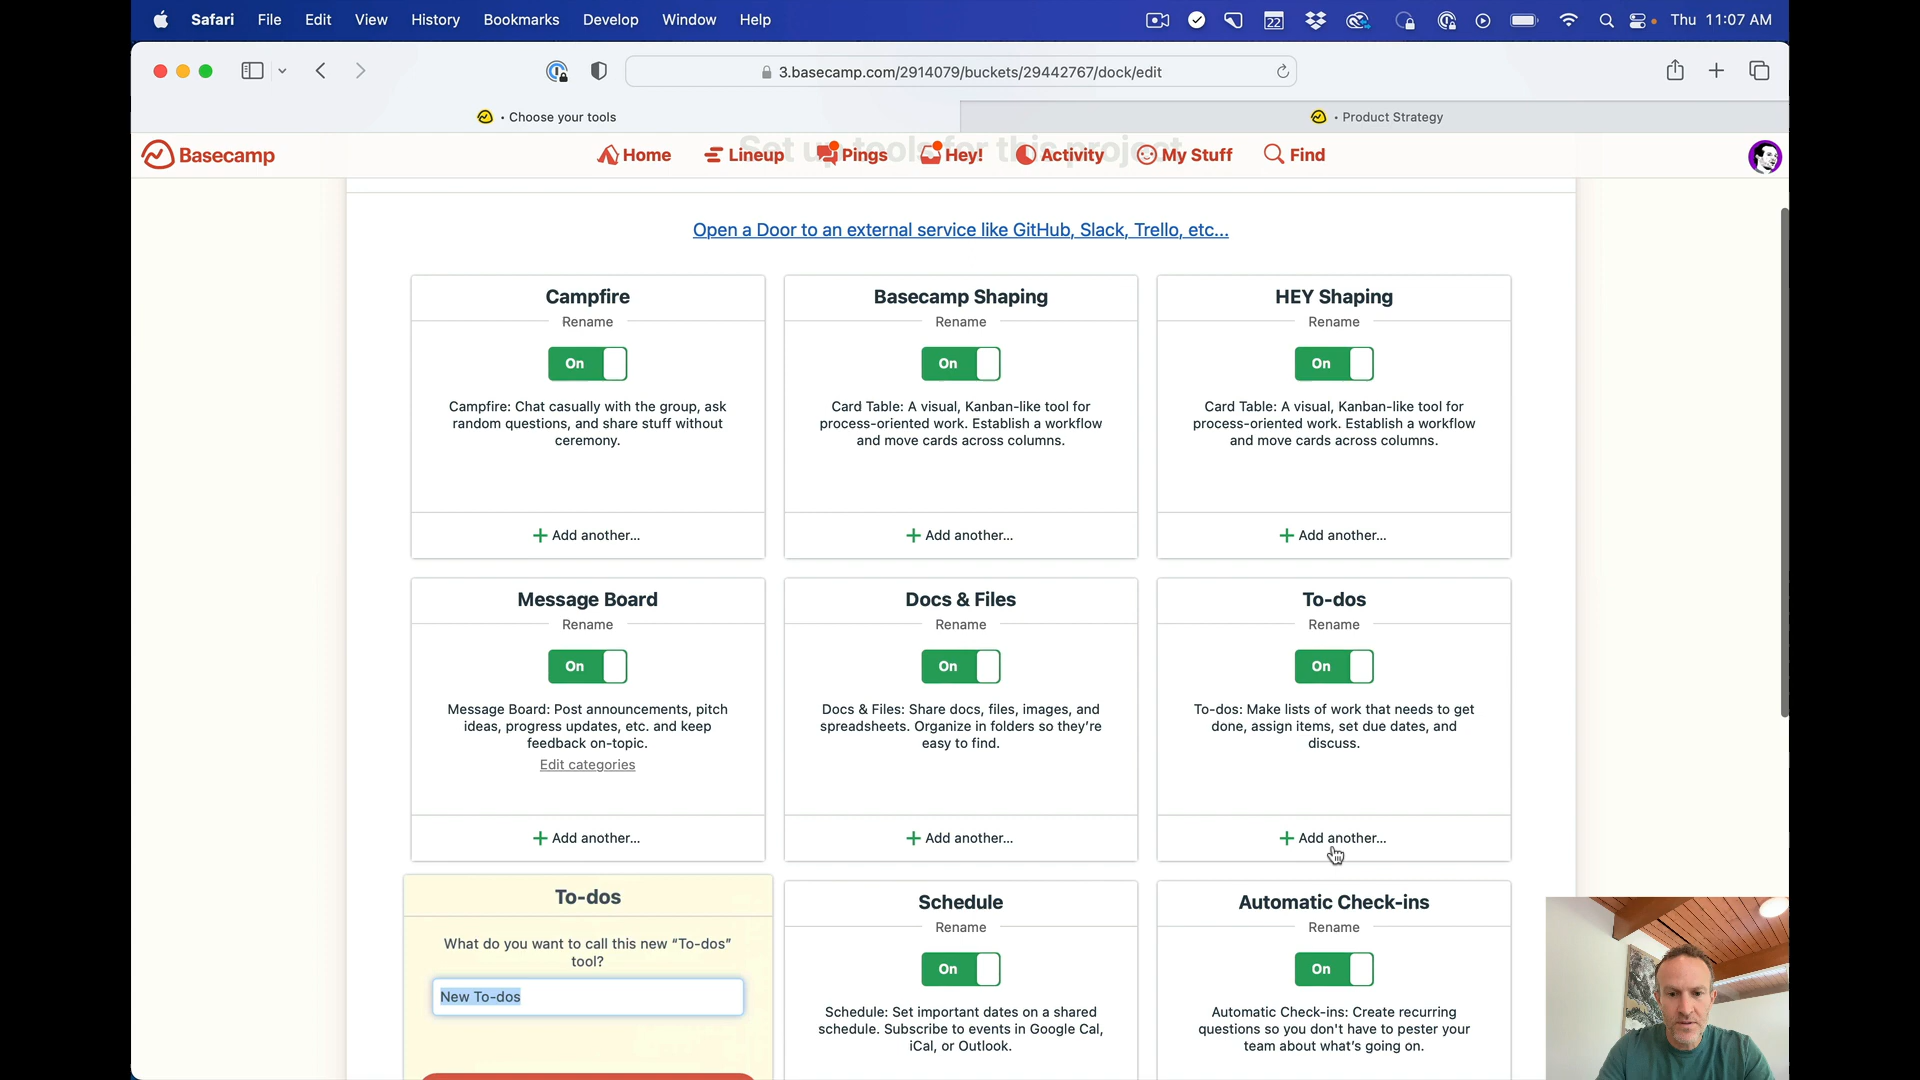 Safari File Edit View History Bookmarks Develop Window Help 22 Thu 11:07 AM
3.basecamp.com/2914079/buckets/29442767/dock/edit
• Choose your tools
• Product Strategy
Set up tools for this project
Basecamp
Home Lineup Pings Hey! Activity My Stuff Find
Open a Door to an external service like GitHub, Slack, Trello, etc...
Campfire
Rename
On
Campfire: Chat casually with the group, ask
random questions, and share stuff without
ceremony.
+ Add another...
Basecamp Shaping
Rename
On
Card Table: A visual, Kanban-like tool for
process-oriented work. Establish a workflow
and move cards across columns.
+ Add another...
HEY Shaping
Rename
On
Card Table: A visual, Kanban-like tool for
process-oriented work. Establish a workflow
and move cards across columns.
+ Add another...
Message Board
Rename
On
Message Board: Post announcements, pitch
ideas, progress updates, etc. and keep
feedback on-topic.
Edit categories
+ Add another...
Docs & Files
Rename
On
Docs & Files: Share docs, files, images, and
spreadsheets. Organize in folders so they're
easy to find.
+ Add another...
To-dos
Rename
On
To-dos: Make lists of work that needs to get
done, assign items, set due dates, and
discuss.
+ Add another...
To-dos
What do you want to call this new “To-dos”
tool?
New To-dos
Schedule
Rename
On
Schedule: Set important dates on a shared
schedule. Subscribe to events in Google Cal,
iCal, or Outlook.
Automatic Check-ins
Rename
On
Automatic Check-ins: Create recurring
questions so you don't have to pester your
team about what's going on.